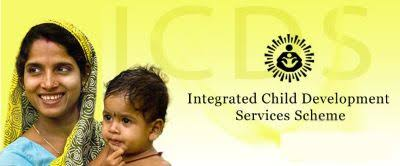 ICDS
Integrated Child Development
Services Scheme